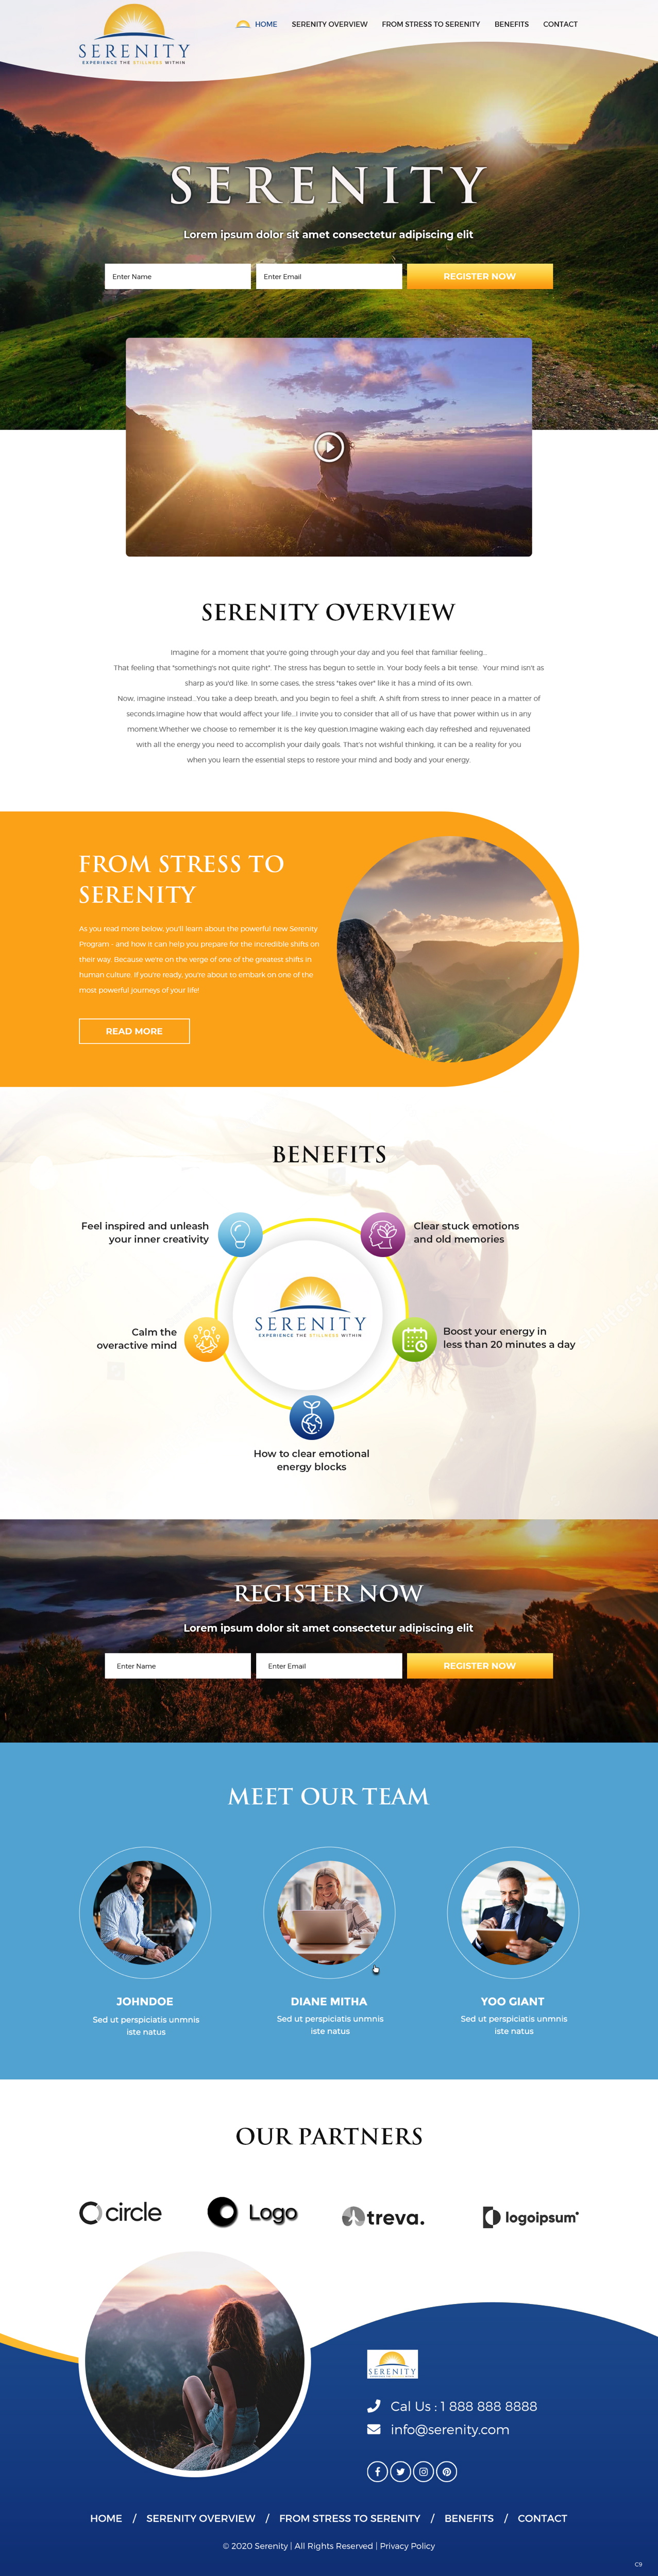 SERENITY
EXPERIENCE THE STILLNESS WITHIN
HOME SERENITY OVERVIEW FROM STRESS TO SERENITY BENEFITS CONTACT
SERENITY
Lorem ipsum dolor sit amet consectetur adipiscing elit
Enter Name Enter Email REGISTER NOW
SERENITY OVERVIEW
Imagine for a moment that you're going through your day and you feel that familiar feeling...
That feeling that "something's not quite right". The stress has begun to settle in. Your body feels a bit tense. Your mind isn't as
sharp as you'd like. In some cases, the stress "takes over" like it has a mind of its own.
Now, imagine instead...You take a deep breath, and you begin to feel a shift. A shift from stress to inner peace in a matter of
seconds.Imagine how that would affect your life...I invite you to consider that all of us have that power within us in any
moment.Whether we choose to remember it is the key question.Imagine waking each day refreshed and rejuvenated
with all the energy you need to accomplish your daily goals. That's not wishful thinking, it can be a reality for you
when you learn the essential steps to restore your mind and body and your energy.
FROM STRESS TO
SERENITY
As you read more below, you'll learn about the powerful new Serenity
Program - and how it can help you prepare for the incredible shifts on
their way. Because we're on the verge of one of the greatest shifts in
human culture. If you're ready, you're about to embark on one of the
most powerful journeys of your life!
READ MORE
BENEFITS
Feel inspired and unleash
your inner creativity
Clear stuck emotions
and old memories
SERENITY
EXPERIENCE THE STILLNESS WITHIN
Calm the
overactive mind
Boost your energy in
less than 20 minutes a day
How to clear emotional
energy blocks
REGISTER NOW
Lorem ipsum dolor sit amet consectetur adipiscing elit
Enter Name Enter Email REGISTER NOW
MEET OUR TEAM
JOHNDOE
Sed ut perspiciatis unmnis
iste natus
DIANE MITHA
Sed ut perspiciatis unmnis
iste natus
YOO GIANT
Sed ut perspiciatis unmnis
iste natus
OUR PARTNERS
circle Logo treva. logoipsum
SERENITY
Call Us : 1 888 888 8888
info@serenity.com
HOME / SERENITY OVERVIEW / FROM STRESS TO SERENITY / BENEFITS / CONTACT
© 2020 Serenity | All Rights Reserved | Privacy Policy
C9